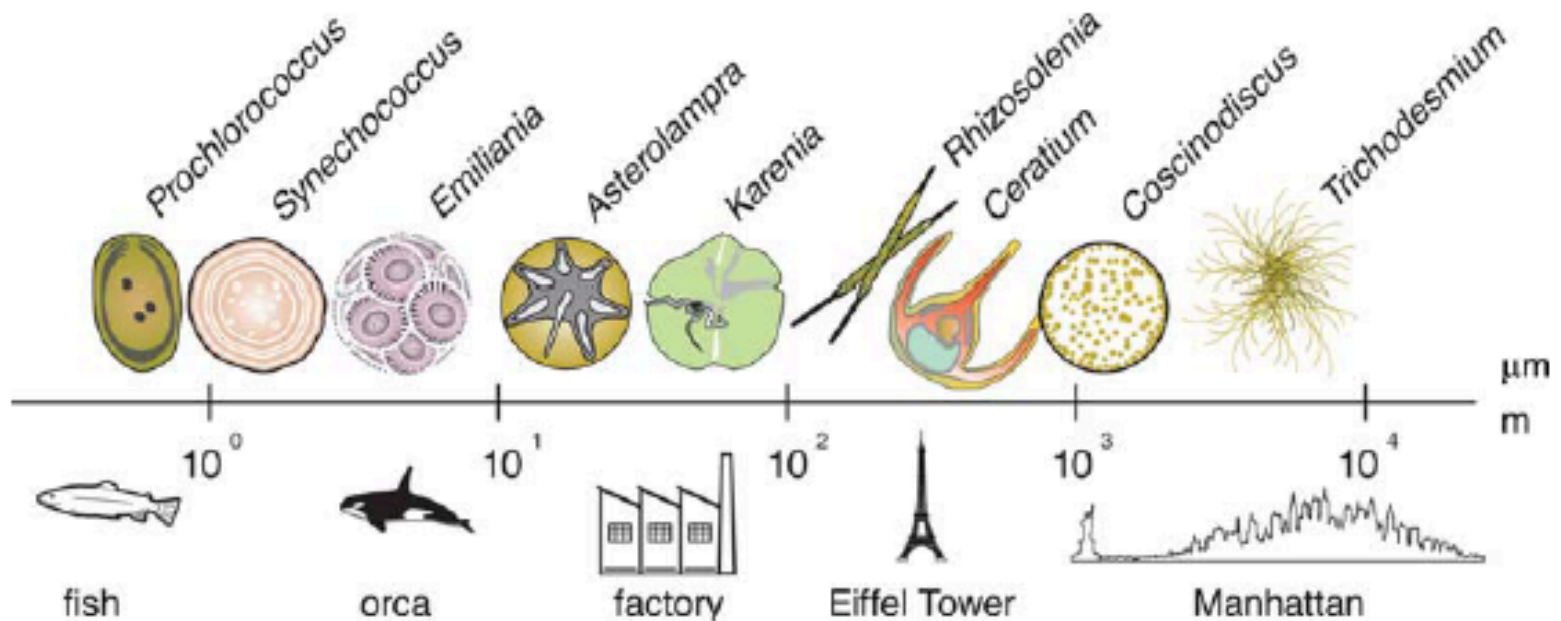 Prochlorococcus
Synechococcus
Emiliania
Asterolampra
Karenia
Rhizosolenia
Ceratium
Coscinodiscus
Trichodesmium
μm
m
10⁰ 10¹ 10² 10³ 10⁴
fish orca factory Eiffel Tower Manhattan